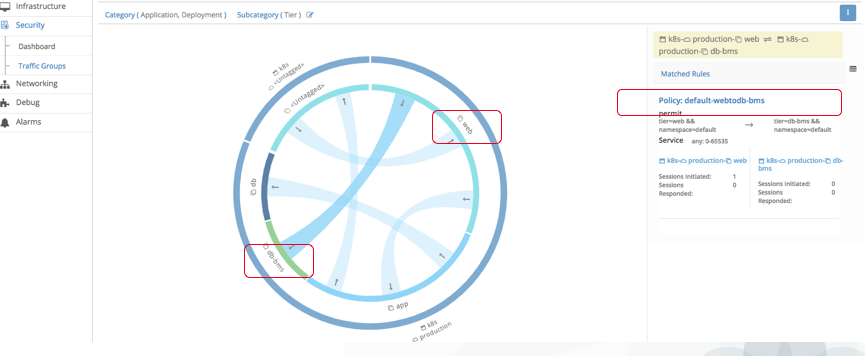 Infrastructure
Security
Dashboard
Traffic Groups
Networking
Debug
Alarms
Category ( Application, Deployment )
Subcategory ( Tier )
k8s
<Untagged>
<Untagged>
web
db
db-bms
app
k8s
production
k8s- production- web ⇌ k8s-
production- db-bms
Matched Rules
Policy: default-webtodb-bms
permit
tier=web &&
namespace=default
→
tier=db-bms &&
namespace=default
Service any: 0-65535
k8s- production- web
Sessions Initiated: 1
Sessions 0
Responded:
k8s- production- db-
bms
Sessions Initiated: 0
Sessions 0
Responded: